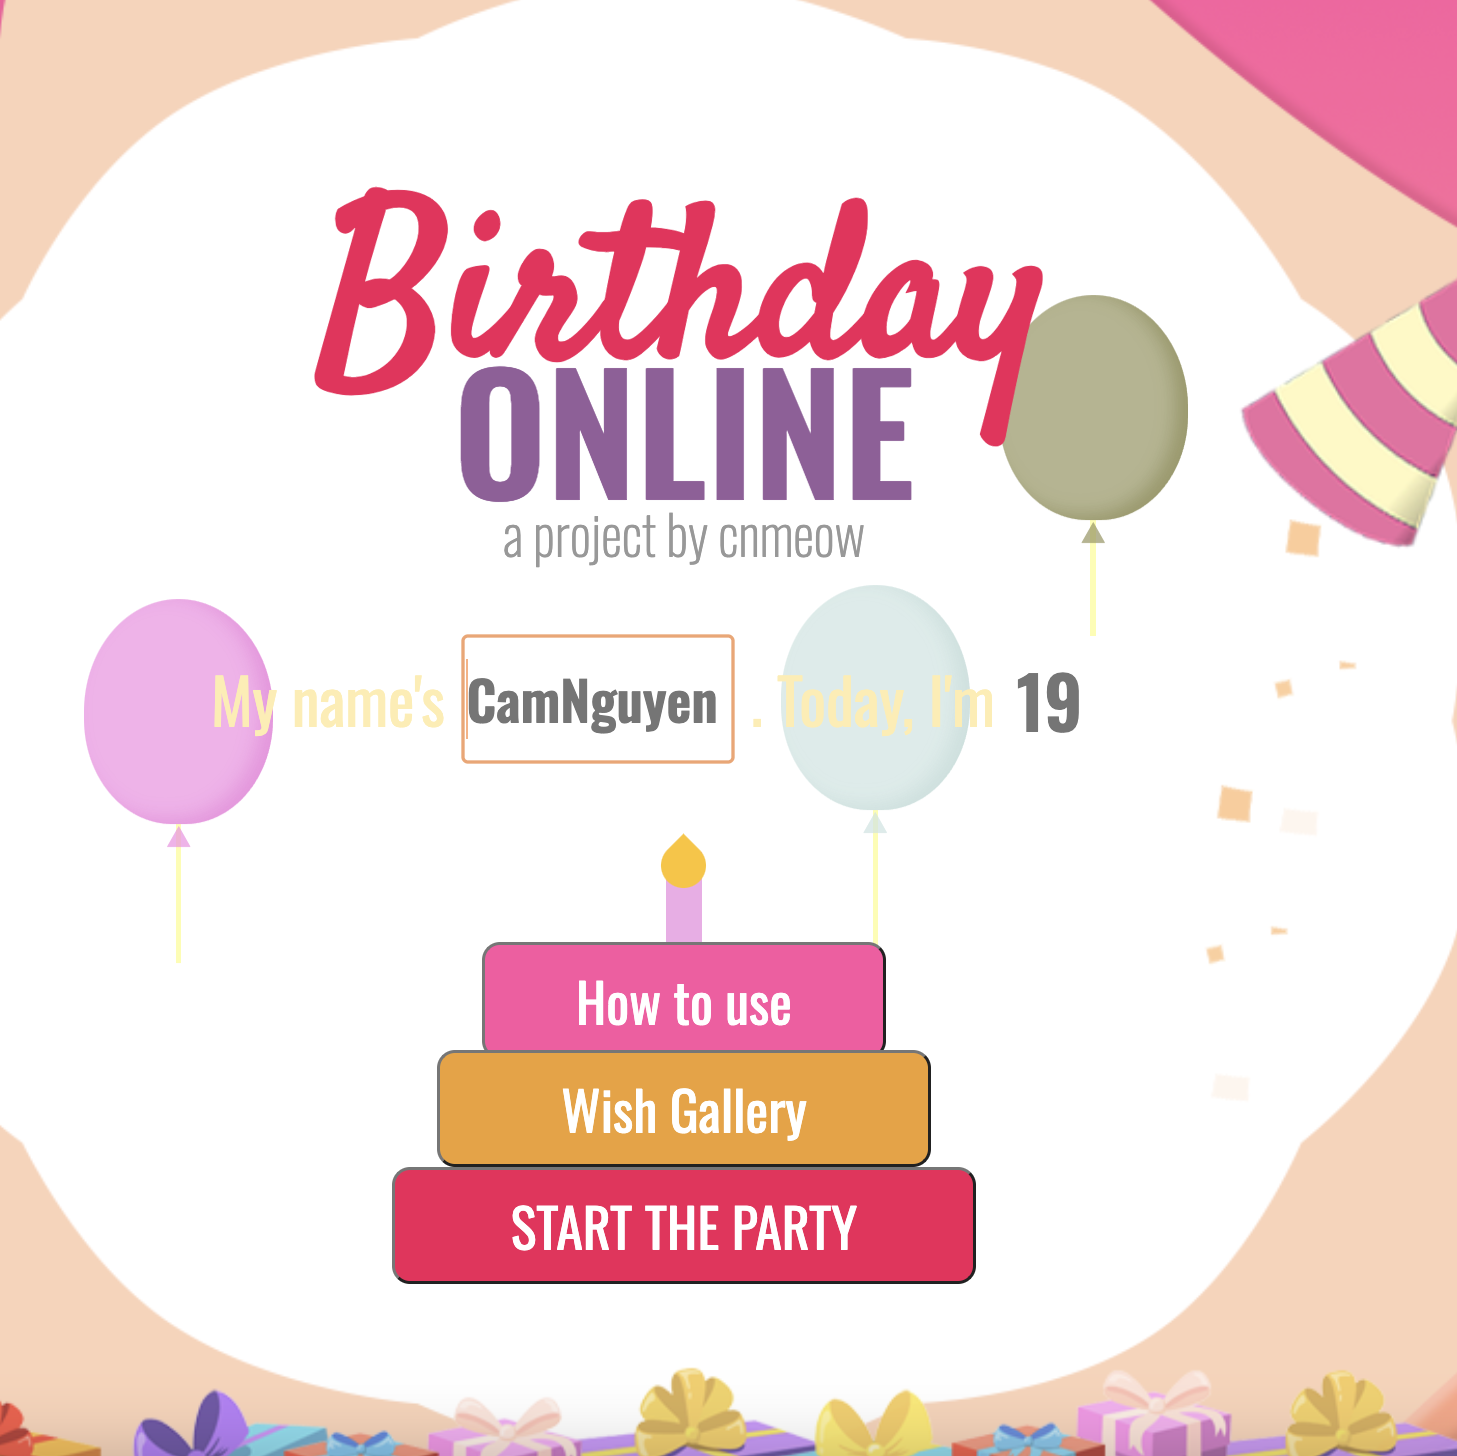 Birthday
ONLINE
a project by cnmeow
My name's CamNguyen . Today, I'm 19
How to use
Wish Gallery
START THE PARTY